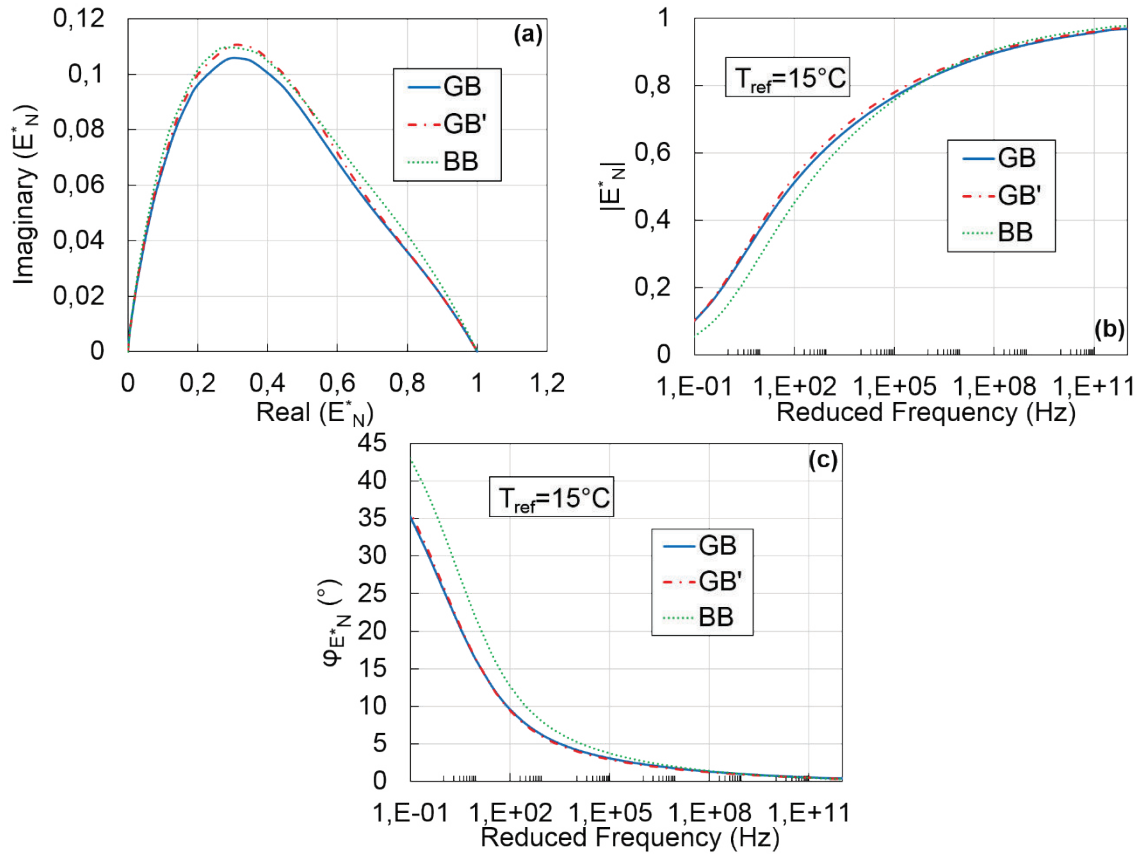 (a)
0,12
0,1
0,08
0,06
0,04
0,02
0
Imaginary (E*N)
GB
GB'
BB
0 0,2 0,4 0,6 0,8 1 1,2
Real (E*N)
(b)
1
0,8
0,6
0,4
0,2
0
|E*N|
Tref=15°C
GB
GB'
BB
1,E-01 1,E+02 1,E+05 1,E+08 1,E+11
Reduced Frequency (Hz)
(c)
45
40
35
30
25
20
15
10
5
0
φE*N (°)
Tref=15°C
GB
GB'
BB
1,E-01 1,E+02 1,E+05 1,E+08 1,E+11
Reduced Frequency (Hz)